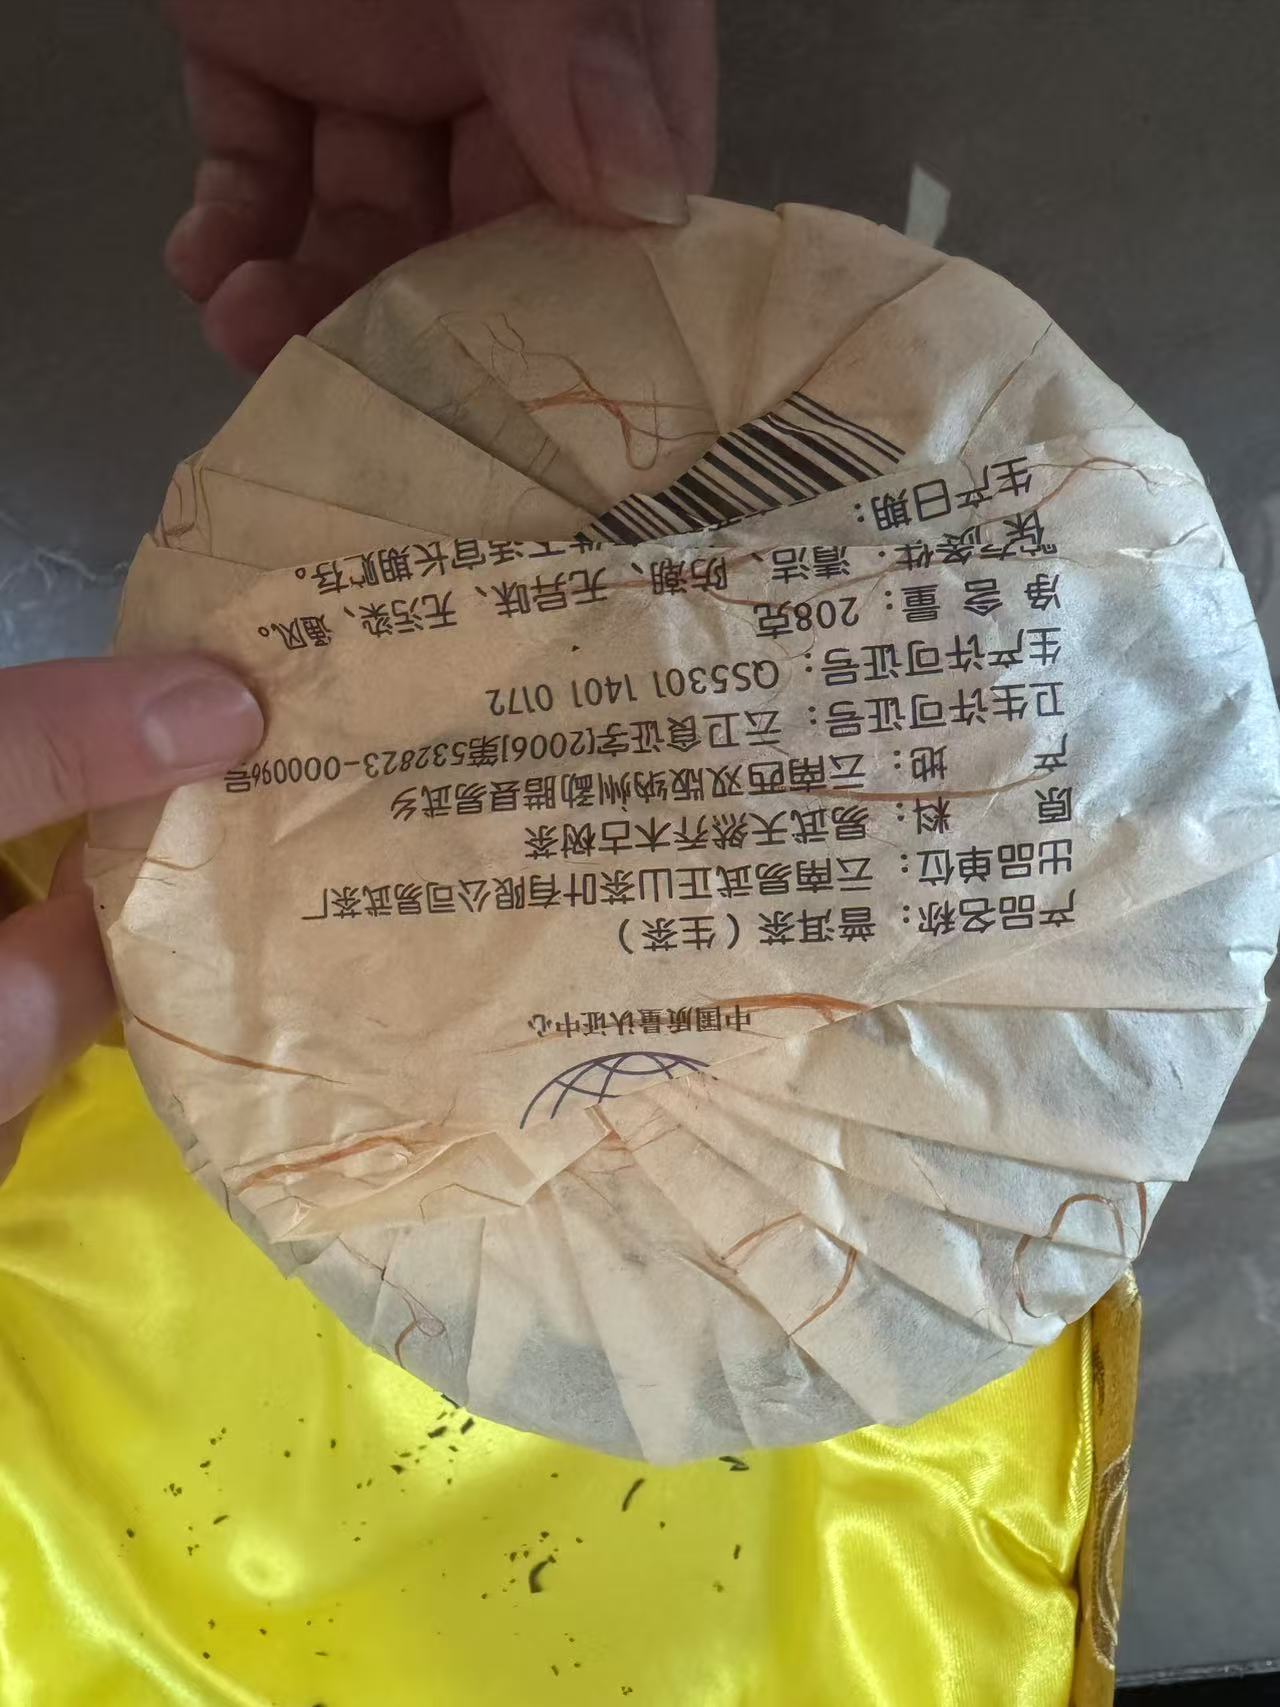 中国质量认证中心
产品名称：普洱茶（生茶）
出品单位：云南易武正山茶叶有限公司易武茶厂
原 料：易武天然乔木古树茶
产 地：云南西双版纳州勐腊县易武乡
卫生许可证号：云卫食证字[2006]第532823-000096号
生产许可证号：QS5301 1401 0172
净 含 量：208克
贮存条件：清洁、防潮、无异味、无污染、通风。
保 宜长期贮存。
生产日期：